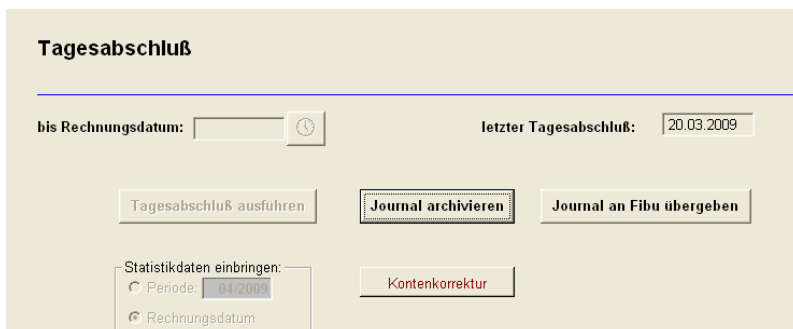 Tagesabschluß
bis Rechnungsdatum:
letzter Tagesabschluß: 20.03.2009
Tagesabschluß ausführen
Journal archivieren
Journal an Fibu übergeben
Statistikdaten einbringen:
Periode: 04/2009
Kontenkorrektur
Rechnungsdatum